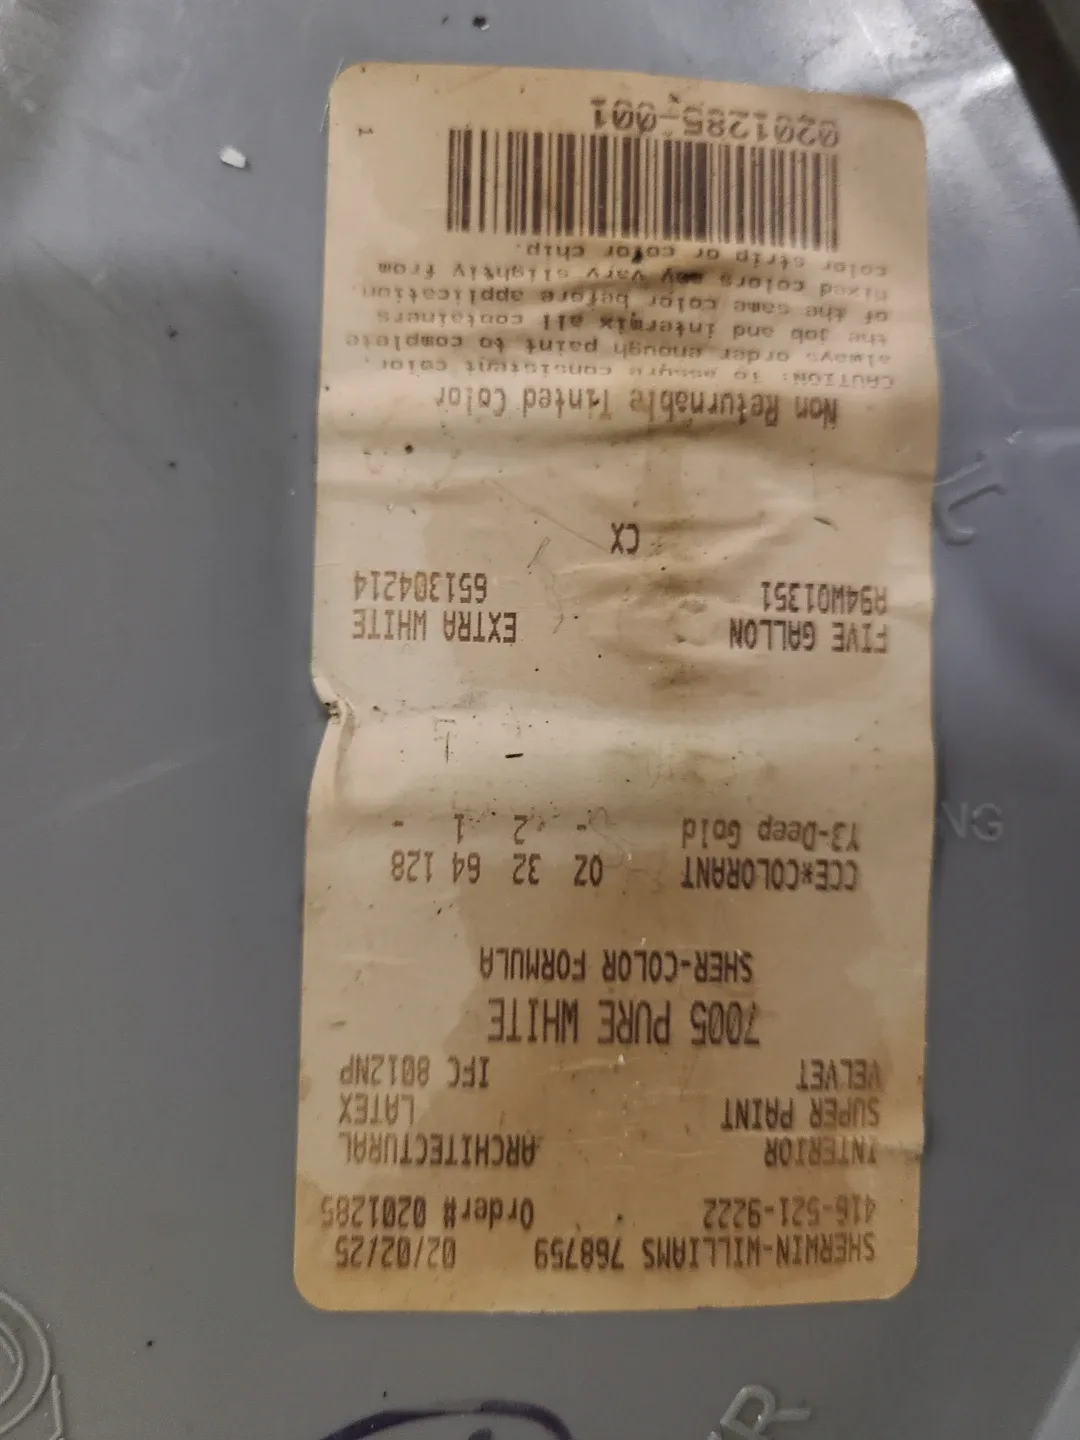 SHERWIN-WILLIAMS 768759 02/02/25
416-521-9222 Order# 0201285
INTERIOR ARCHITECTURAL
SUPER PAINT LATEX
VELVET IFC 8012NP
7005 PURE WHITE
SHER-COLOR FORMULA
CCE*COLORANT OZ 32 64 128
Y3-Deep Gold - 2 1 -
FIVE GALLON EXTRA WHITE
A94W01351 651304214
CX
Non Returnable Tinted Color
CAUTION: To assure consistent color,
always order enough paint to complete
the job and intermix all containers
of the same color before application.
Mixed colors may vary slightly from
color strip or color chip.
0201285-001
1
NG